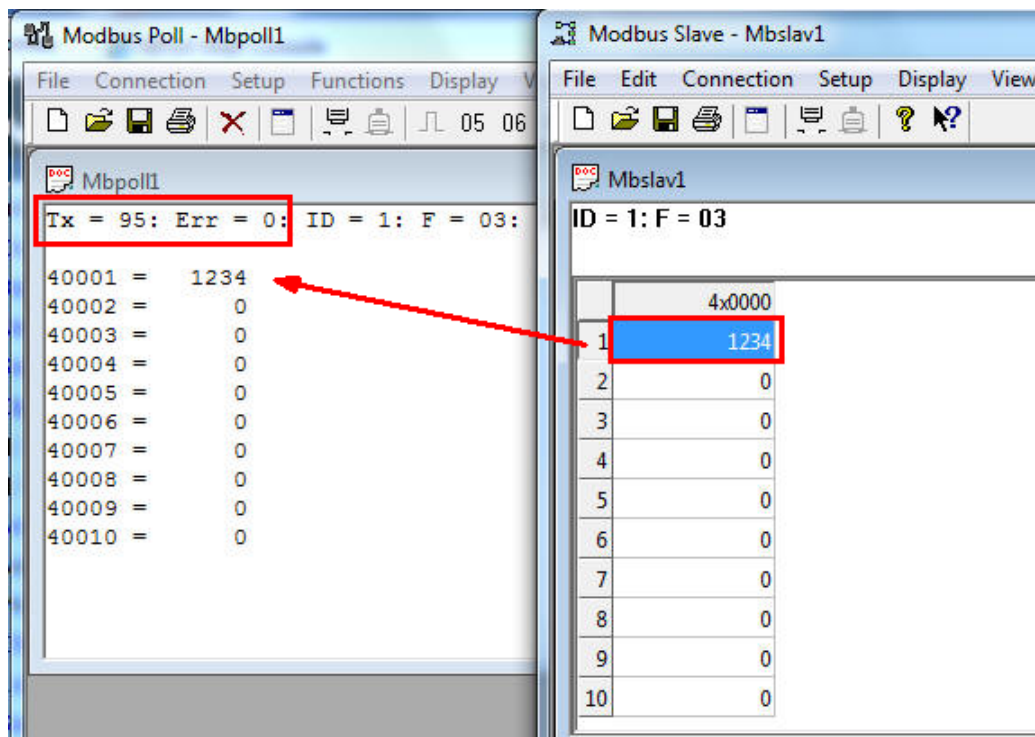 Modbus Poll - Mbpoll1
File Connection Setup Functions Display V
05 06
DOC
Mbpoll1
Tx = 95: Err = 0: ID = 1: F = 03:
40001 = 1234
40002 = 0
40003 = 0
40004 = 0
40005 = 0
40006 = 0
40007 = 0
40008 = 0
40009 = 0
40010 = 0
Modbus Slave - Mbslav1
File Edit Connection Setup Display View
DOC
Mbslav1
ID = 1: F = 03
4x0000
1 1234
2 0
3 0
4 0
5 0
6 0
7 0
8 0
9 0
10 0